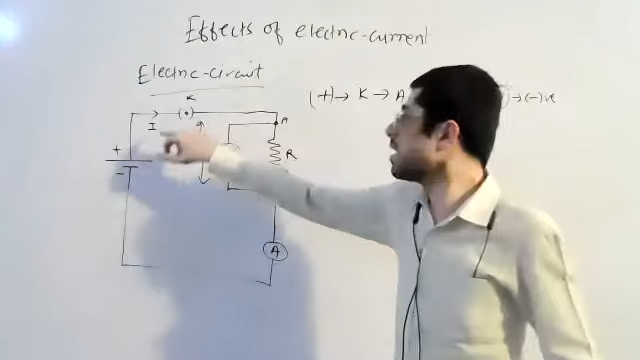 Effects of electric-current
Electric-circuit
(+) → K → A
→ (-)ve
K
I
A
+
R
-
A